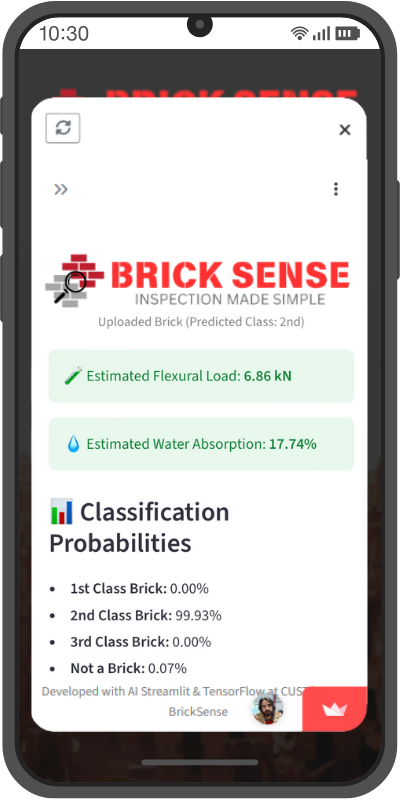 10:30
BRICK SENSE
BRICK SENSE
INSPECTION MADE SIMPLE
Uploaded Brick (Predicted Class: 2nd)
Estimated Flexural Load: 6.86 kN
Estimated Water Absorption: 17.74%
Classification
Probabilities
• 1st Class Brick: 0.00%
• 2nd Class Brick: 99.93%
• 3rd Class Brick: 0.00%
• Not a Brick: 0.07%
Developed with AI Streamlit & TensorFlow at
BrickSense